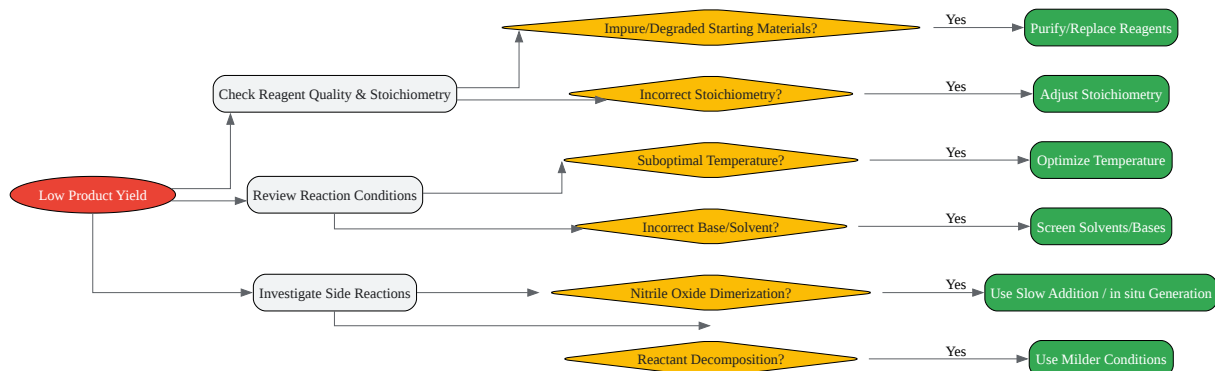 Impure/Degraded Starting Materials?
Yes
Purify/Replace Reagents
Check Reagent Quality & Stoichiometry
Incorrect Stoichiometry?
Yes
Adjust Stoichiometry
Suboptimal Temperature?
Yes
Optimize Temperature
Low Product Yield
Review Reaction Conditions
Incorrect Base/Solvent?
Yes
Screen Solvents/Bases
Investigate Side Reactions
Nitrile Oxide Dimerization?
Yes
Use Slow Addition / in situ Generation
Reactant Decomposition?
Yes
Use Milder Conditions